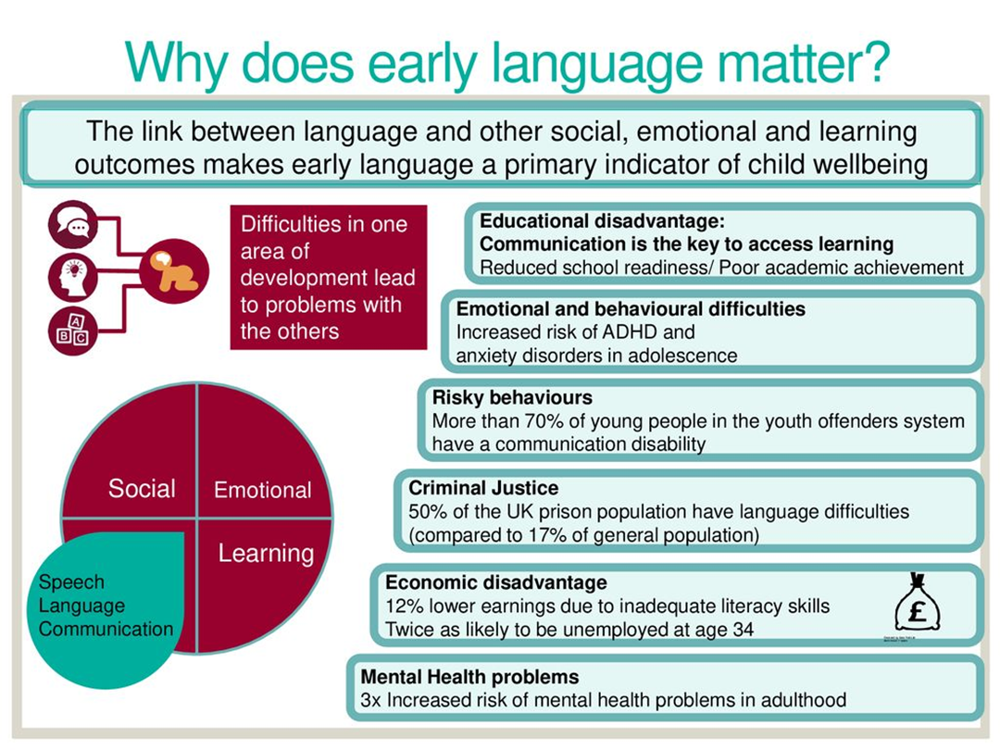 Why does early language matter?
The link between language and other social, emotional and learning
outcomes makes early language a primary indicator of child wellbeing
Difficulties in one
area of
development lead
to problems with
the others
A
B C
Social
Emotional
Learning
Speech
Language
Communication
Educational disadvantage:
Communication is the key to access learning
Reduced school readiness/ Poor academic achievement
Emotional and behavioural difficulties
Increased risk of ADHD and
anxiety disorders in adolescence
Risky behaviours
More than 70% of young people in the youth offenders system
have a communication disability
Criminal Justice
50% of the UK prison population have language difficulties
(compared to 17% of general population)
Economic disadvantage
12% lower earnings due to inadequate literacy skills
Twice as likely to be unemployed at age 34
£
Mental Health problems
3x Increased risk of mental health problems in adulthood